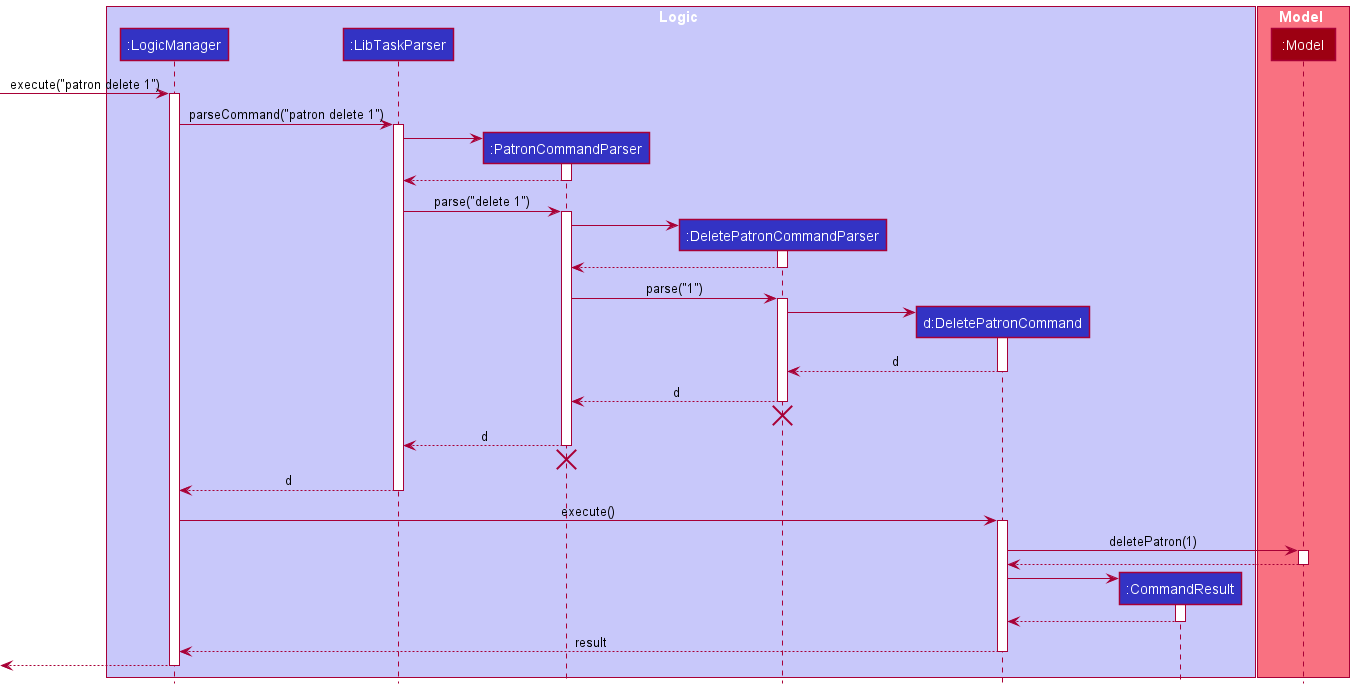 Logic
Model
:LogicManager
:LibTaskParser
:Model
execute("patron delete 1")
parseCommand("patron delete 1")
:PatronCommandParser
parse("delete 1")
:DeletePatronCommandParser
parse("1")
d:DeletePatronCommand
d
d
d
d
execute()
deletePatron(1)
:CommandResult
result